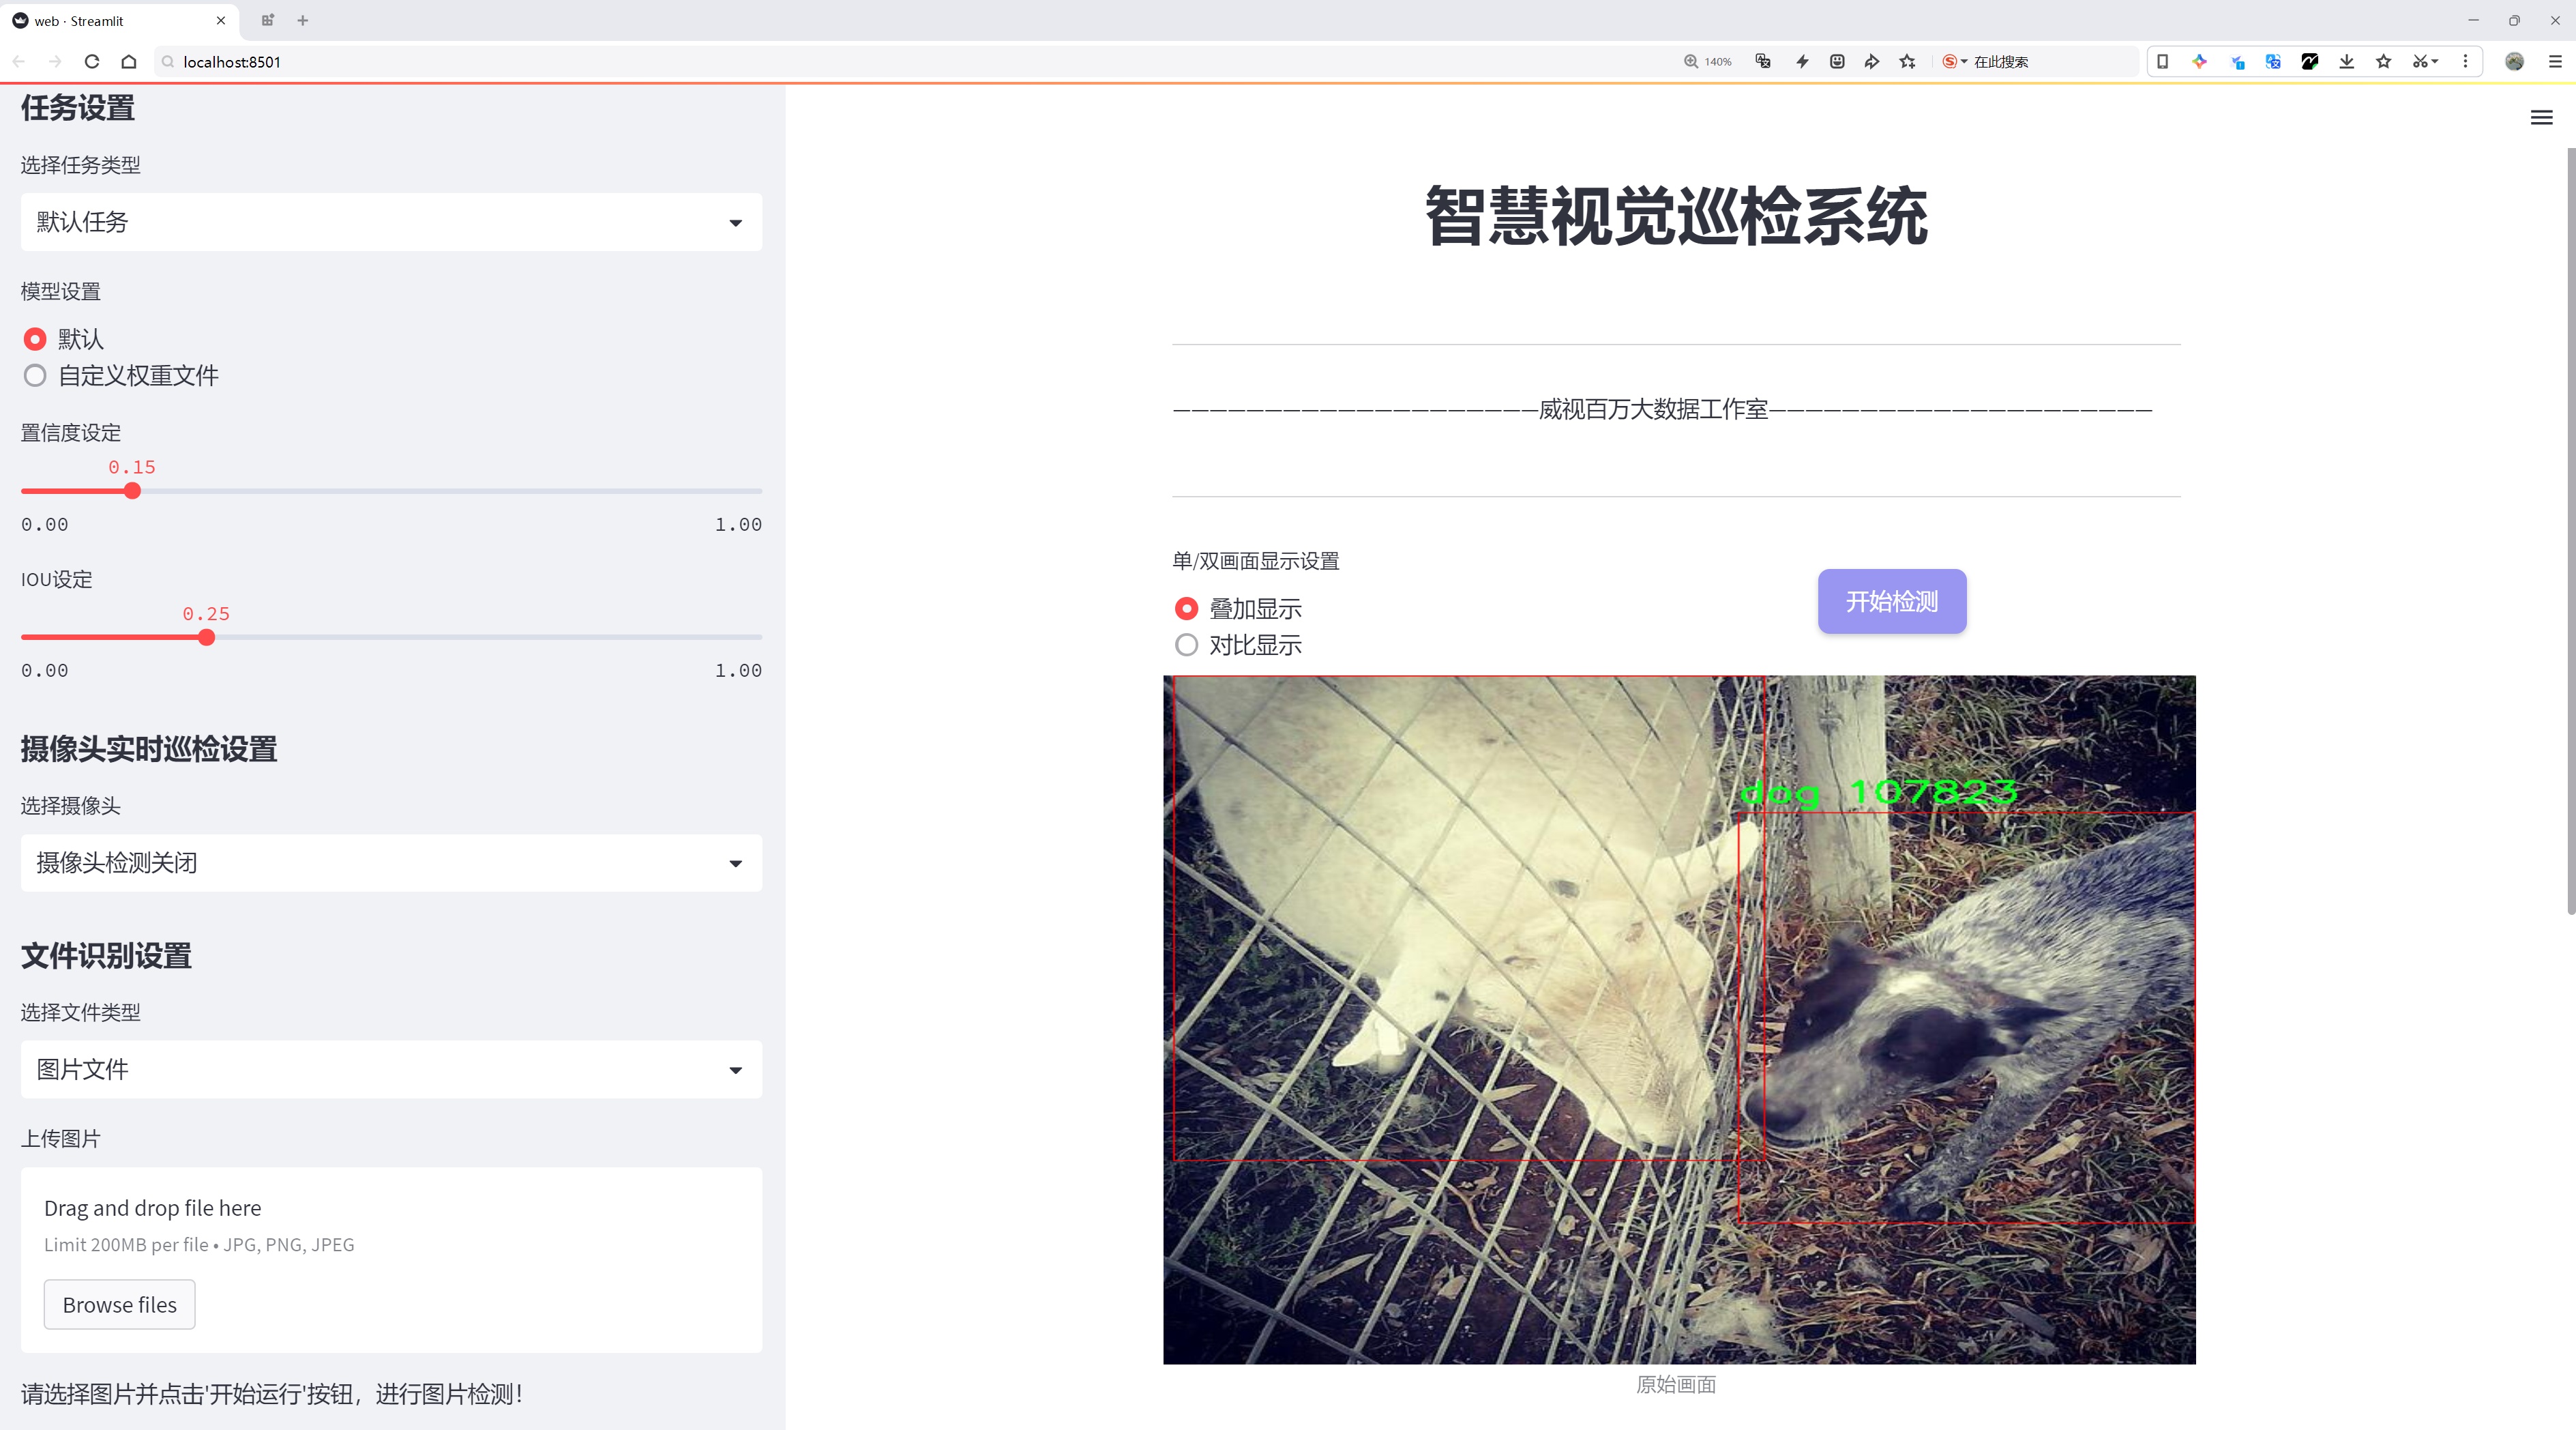 web · Streamlit
localhost:8501
140%
在此搜索
任务设置
选择任务类型
默认任务
模型设置
默认
自定义权重文件
置信度设定
0.15
0.00
1.00
IOU设定
0.25
0.00
1.00
摄像头实时巡检设置
选择摄像头
摄像头检测关闭
文件识别设置
选择文件类型
图片文件
上传图片
Drag and drop file here
Limit 200MB per file • JPG, PNG, JPEG
Browse files
请选择图片并点击'开始运行'按钮，进行图片检测！
智慧视觉巡检系统
————————————————————威视百万大数据工作室—————————————————————
单/双画面显示设置
叠加显示
对比显示
开始检测
dog 107823
原始画面